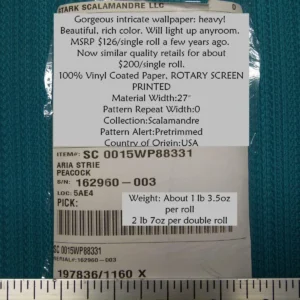 STARK SCALAMANDRE LLC 0
Gorgeous intricate wallpaper: heavy!
Beautiful, rich color. Will light up anyroom.
MSRP $126/single roll a few years ago.
Now similar quality retails for about
$200/single roll.
100% Vinyl Coated Paper, ROTARY SCREEN
PRINTED
Material Width:27"
Pattern Repeat Width:0
Collection:Scalamandre
Pattern Alert:Pretrimmed
Country of Origin:USA
ITEM#: SC 0015WP88331
ARIA STRIE
PEACOCK
S/N: 162960-003
LOC: 5AE4
PICK:
Weight: About 1 lb 3.5oz
per roll
2 lb 7oz per double roll
SC 0015WP88331
SERIAL#162960-003
197836/1160 X